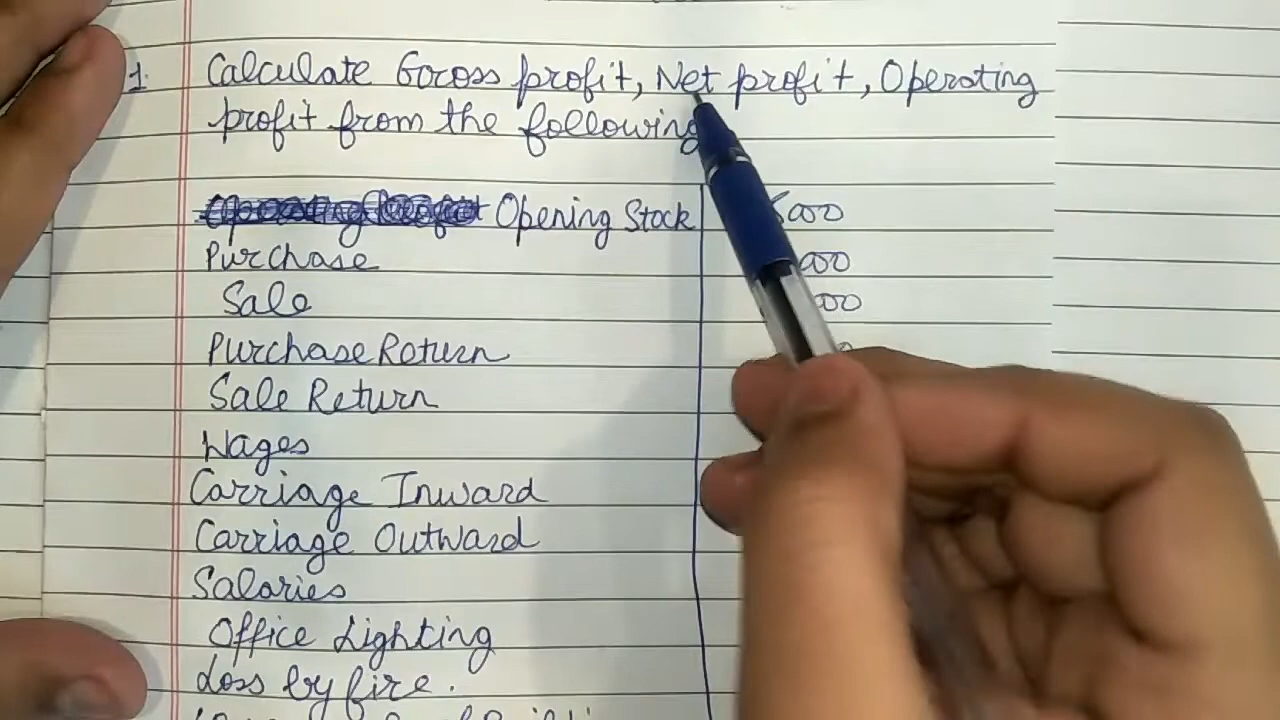 1. Calculate Gross profit, Net profit, Operating
profit from the following
Opening Stock
Purchase
Sale
Purchase Return
Sale Return
Wages
Carriage Inward
Carriage Outward
Salaries
Office Lighting
Loss by fire.